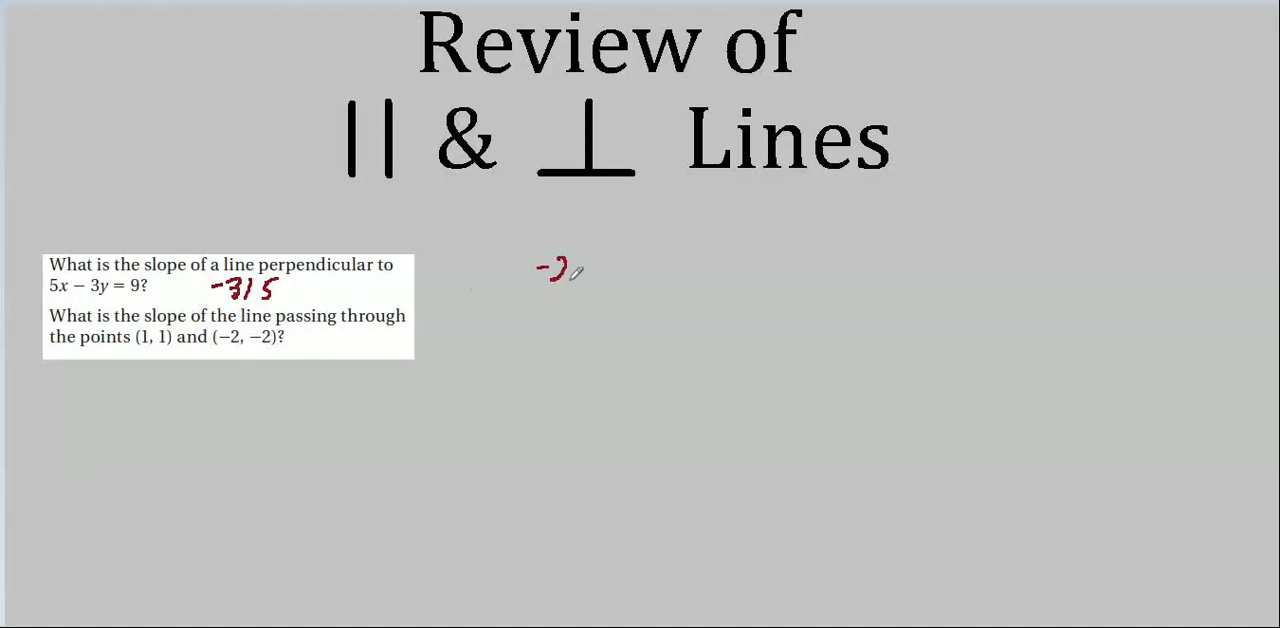 Review of
|| & ⊥ Lines
What is the slope of a line perpendicular to
5x − 3y = 9?
-3/5
What is the slope of the line passing through
the points (1, 1) and (−2, −2)?
-2